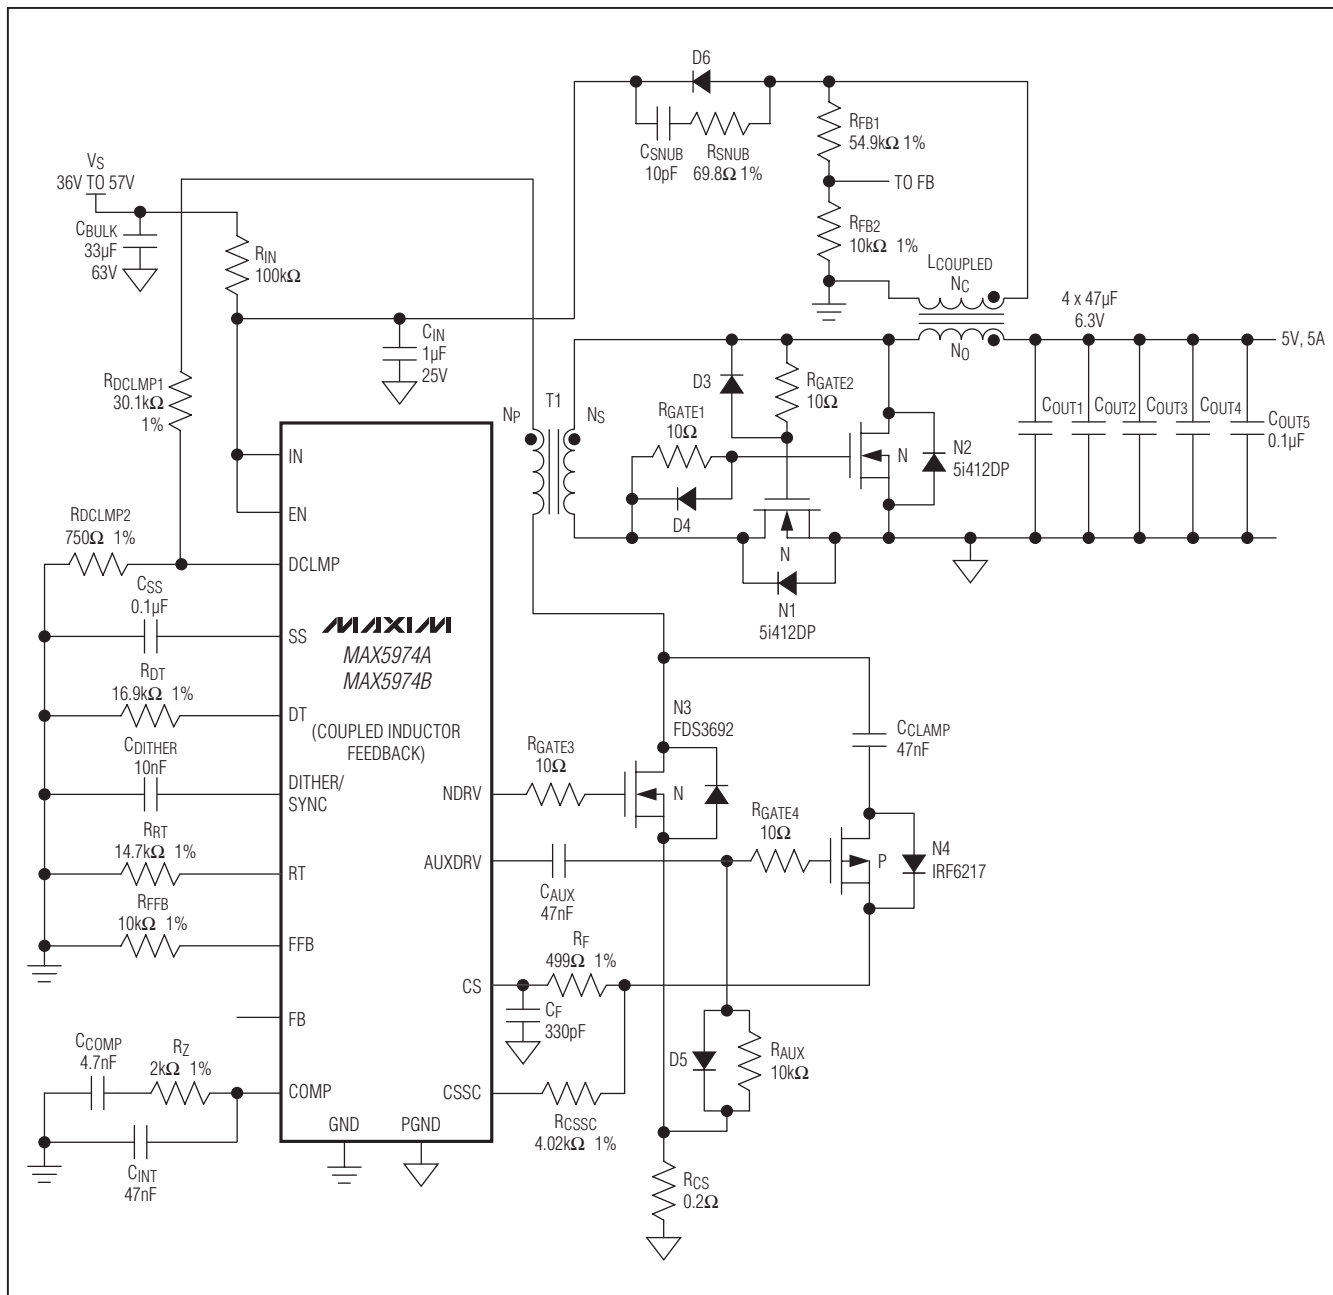 D6
CSNUB
10pF
RSNUB
69.8Ω 1%
RFB1
54.9kΩ 1%
TO FB
RFB2
10kΩ 1%
VS
36V TO 57V
CBULK
33µF
63V
RIN
100kΩ
CIN
1µF
25V
LCOUPLED
NC
NO
4 x 47µF
6.3V
5V, 5A
RDCLMP1
30.1kΩ
1%
NP
T1
NS
D3
RGATE2
10Ω
RGATE1
10Ω
D4
N
N2
5i412DP
N
N1
5i412DP
COUT1
COUT2
COUT3
COUT4
COUT5
0.1µF
IN
EN
RDCLMP2
750Ω 1%
DCLMP
CSS
0.1µF
SS
MAXIM
MAX5974A
MAX5974B
(COUPLED INDUCTOR
FEEDBACK)
RDT
16.9kΩ 1%
DT
CDITHER
10nF
DITHER/
SYNC
RRT
14.7kΩ 1%
RT
RFFB
10kΩ 1%
FFB
FB
CCOMP
4.7nF
RZ
2kΩ 1%
COMP
CINT
47nF
GND
PGND
NDRV
RGATE3
10Ω
N3
FDS3692
N
CCLAMP
47nF
AUXDRV
CAUX
47nF
RGATE4
10Ω
P
N4
IRF6217
CS
RF
499Ω 1%
CF
330pF
CSSC
RCSSC
4.02kΩ 1%
D5
RAUX
10kΩ
RCS
0.2Ω